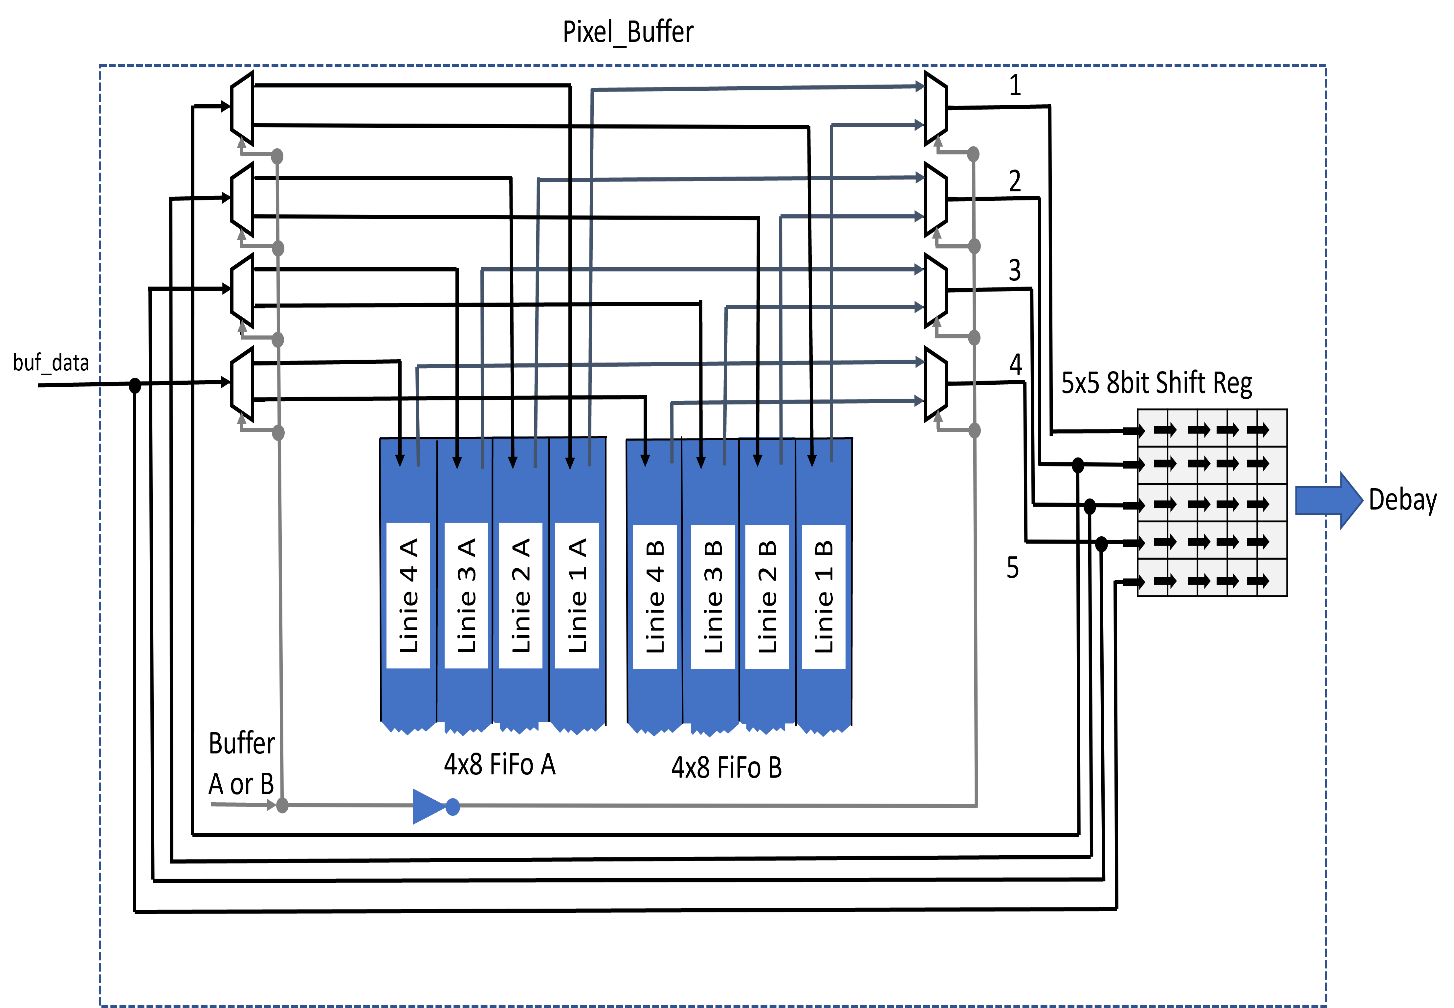 Pixel_Buffer
1
2
3
4
buf_data
5x5 8bit Shift Reg
Debay
5
Linie 4 A
Linie 3 A
Linie 2 A
Linie 1 A
Linie 4 B
Linie 3 B
Linie 2 B
Linie 1 B
Buffer
A or B
4x8 FiFo A
4x8 FiFo B